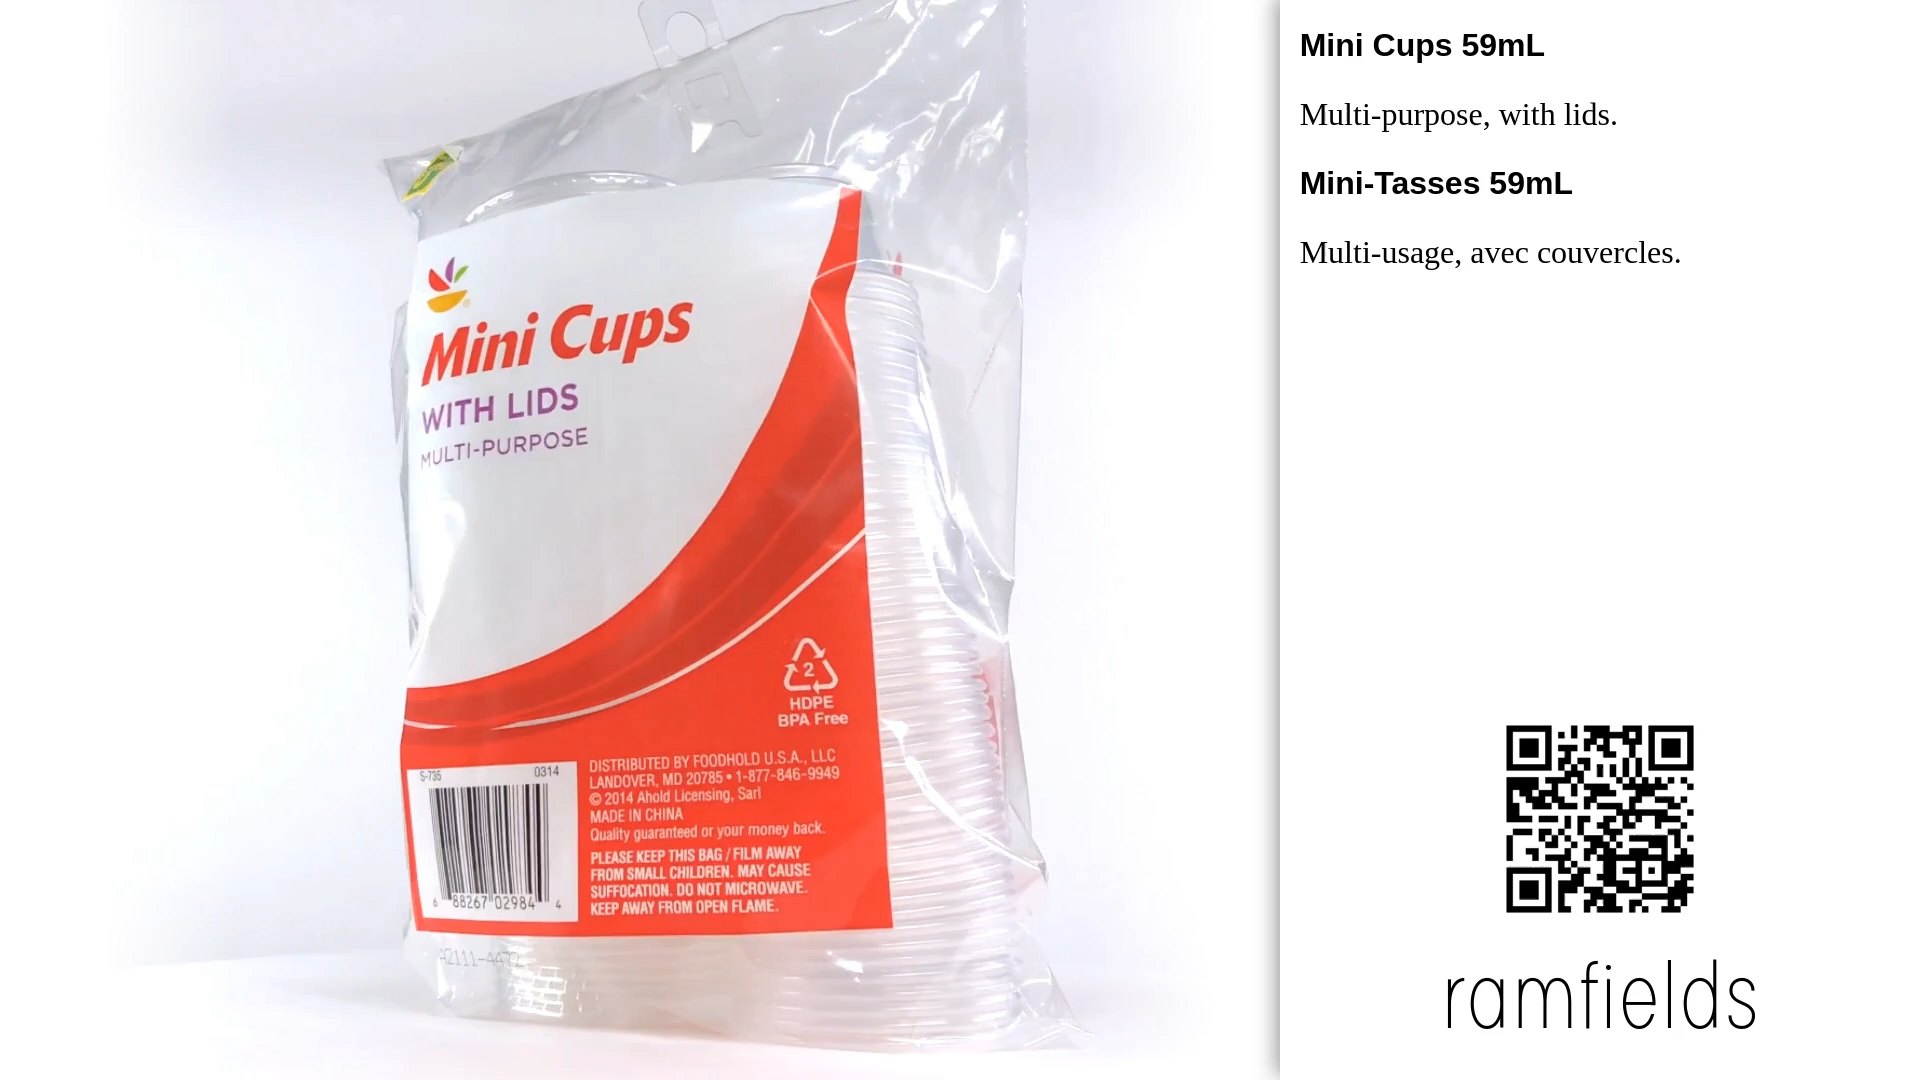 Mini Cups
WITH LIDS
MULTI-PURPOSE
2
HDPE
BPA Free
S-735 0314
6 88267 02984 4
DISTRIBUTED BY FOODHOLD U.S.A., LLC
LANDOVER, MD 20785 • 1-877-846-9949
© 2014 Ahold Licensing, Sarl
MADE IN CHINA
Quality guaranteed or your money back.
PLEASE KEEP THIS BAG / FILM AWAY
FROM SMALL CHILDREN. MAY CAUSE
SUFFOCATION. DO NOT MICROWAVE.
KEEP AWAY FROM OPEN FLAME.
Mini Cups 59mL
Multi-purpose, with lids.
Mini-Tasses 59mL
Multi-usage, avec couvercles.
ramfields